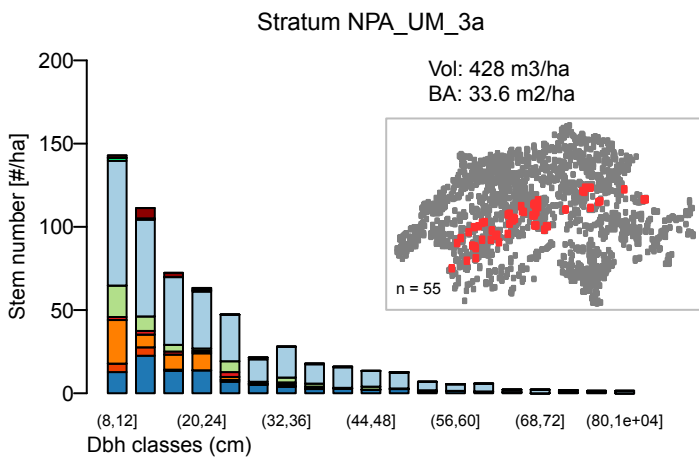 Stratum NPA_UM_3a
Vol: 428 m3/ha
BA: 33.6 m2/ha
n = 55
Stem number [#/ha]
200
150
100
50
0
(8,12] (20,24] (32,36] (44,48] (56,60] (68,72] (80,1e+04]
Dbh classes (cm)